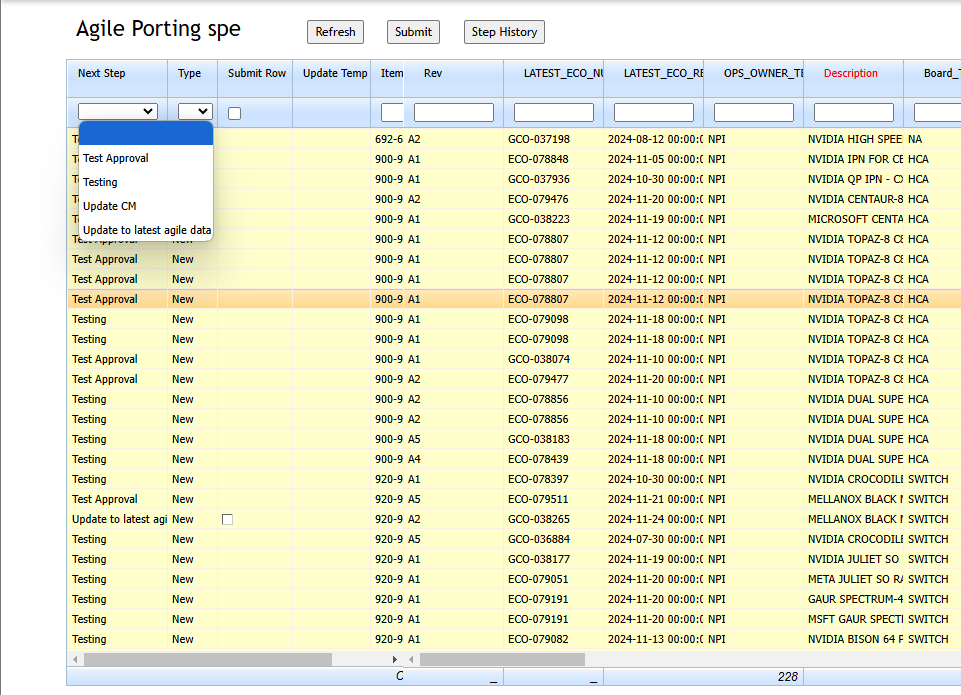 Agile Porting spe Refresh Submit Step History
Next Step Type Submit Row Update Temp Item Rev LATEST_ECO_NU LATEST_ECO_RE OPS_OWNER_TE Description Board_T
Test Approval
Testing
Update CM
Update to latest agile data
692-6 A2 GCO-037198 2024-08-12 00:00:0 NPI NVIDIA HIGH SPEE NA
900-9 A1 ECO-078848 2024-11-05 00:00:0 NPI NVIDIA IPN FOR CE HCA
900-9 A1 GCO-037936 2024-10-30 00:00:0 NPI NVIDIA QP IPN - CX HCA
900-9 A2 ECO-079476 2024-11-20 00:00:0 NPI NVIDIA CENTAUR-8 HCA
900-9 A1 GCO-038223 2024-11-19 00:00:0 NPI MICROSOFT CENTA HCA
Test Approval New 900-9 A1 ECO-078807 2024-11-12 00:00:0 NPI NVIDIA TOPAZ-8 C8 HCA
Test Approval New 900-9 A1 ECO-078807 2024-11-12 00:00:0 NPI NVIDIA TOPAZ-8 C8 HCA
Test Approval New 900-9 A1 ECO-078807 2024-11-12 00:00:0 NPI NVIDIA TOPAZ-8 C8 HCA
Test Approval New 900-9 A1 ECO-078807 2024-11-12 00:00:0 NPI NVIDIA TOPAZ-8 C8 HCA
Testing New 900-9 A1 ECO-079098 2024-11-18 00:00:0 NPI NVIDIA TOPAZ-8 C8 HCA
Testing New 900-9 A1 ECO-079098 2024-11-18 00:00:0 NPI NVIDIA TOPAZ-8 C8 HCA
Test Approval New 900-9 A1 GCO-038074 2024-11-10 00:00:0 NPI NVIDIA TOPAZ-8 C8 HCA
Test Approval New 900-9 A2 ECO-079477 2024-11-20 00:00:0 NPI NVIDIA TOPAZ-8 C8 HCA
Testing New 900-9 A2 ECO-078856 2024-11-10 00:00:0 NPI NVIDIA DUAL SUPE HCA
Testing New 900-9 A2 ECO-078856 2024-11-10 00:00:0 NPI NVIDIA DUAL SUPE HCA
Testing New 900-9 A5 GCO-038183 2024-11-18 00:00:0 NPI NVIDIA DUAL SUPE HCA
Testing New 900-9 A4 ECO-078439 2024-11-18 00:00:0 NPI NVIDIA DUAL SUPE HCA
Testing New 920-9 A1 ECO-078397 2024-10-30 00:00:0 NPI NVIDIA CROCODILE SWITCH
Test Approval New 920-9 A5 ECO-079511 2024-11-21 00:00:0 NPI MELLANOX BLACK M SWITCH
Update to latest agi New 920-9 A2 GCO-038265 2024-11-24 00:00:0 NPI MELLANOX BLACK M SWITCH
Testing New 920-9 A5 GCO-036884 2024-07-30 00:00:0 NPI NVIDIA CROCODILE SWITCH
Testing New 920-9 A1 GCO-038177 2024-11-19 00:00:0 NPI NVIDIA JULIET SO SWITCH
Testing New 920-9 A1 ECO-079051 2024-11-20 00:00:0 NPI META JULIET SO RA SWITCH
Testing New 920-9 A1 ECO-079191 2024-11-20 00:00:0 NPI GAUR SPECTRUM-4 SWITCH
Testing New 920-9 A1 ECO-079191 2024-11-20 00:00:0 NPI MSFT GAUR SPECTI SWITCH
Testing New 920-9 A1 ECO-079082 2024-11-13 00:00:0 NPI NVIDIA BISON 64 P SWITCH
C _ _ 228